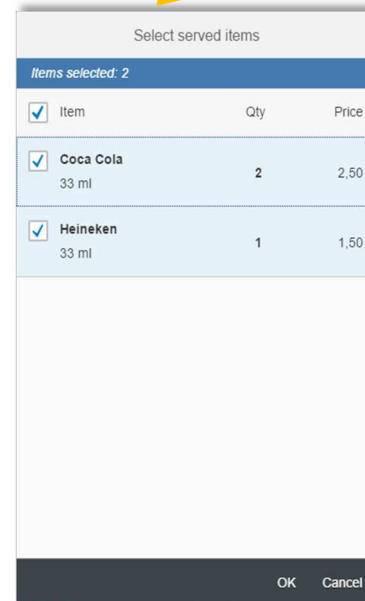 Select served items
Items selected: 2
Item Qty Price
Coca Cola
33 ml 2 2,50
Heineken
33 ml 1 1,50
OK Cancel